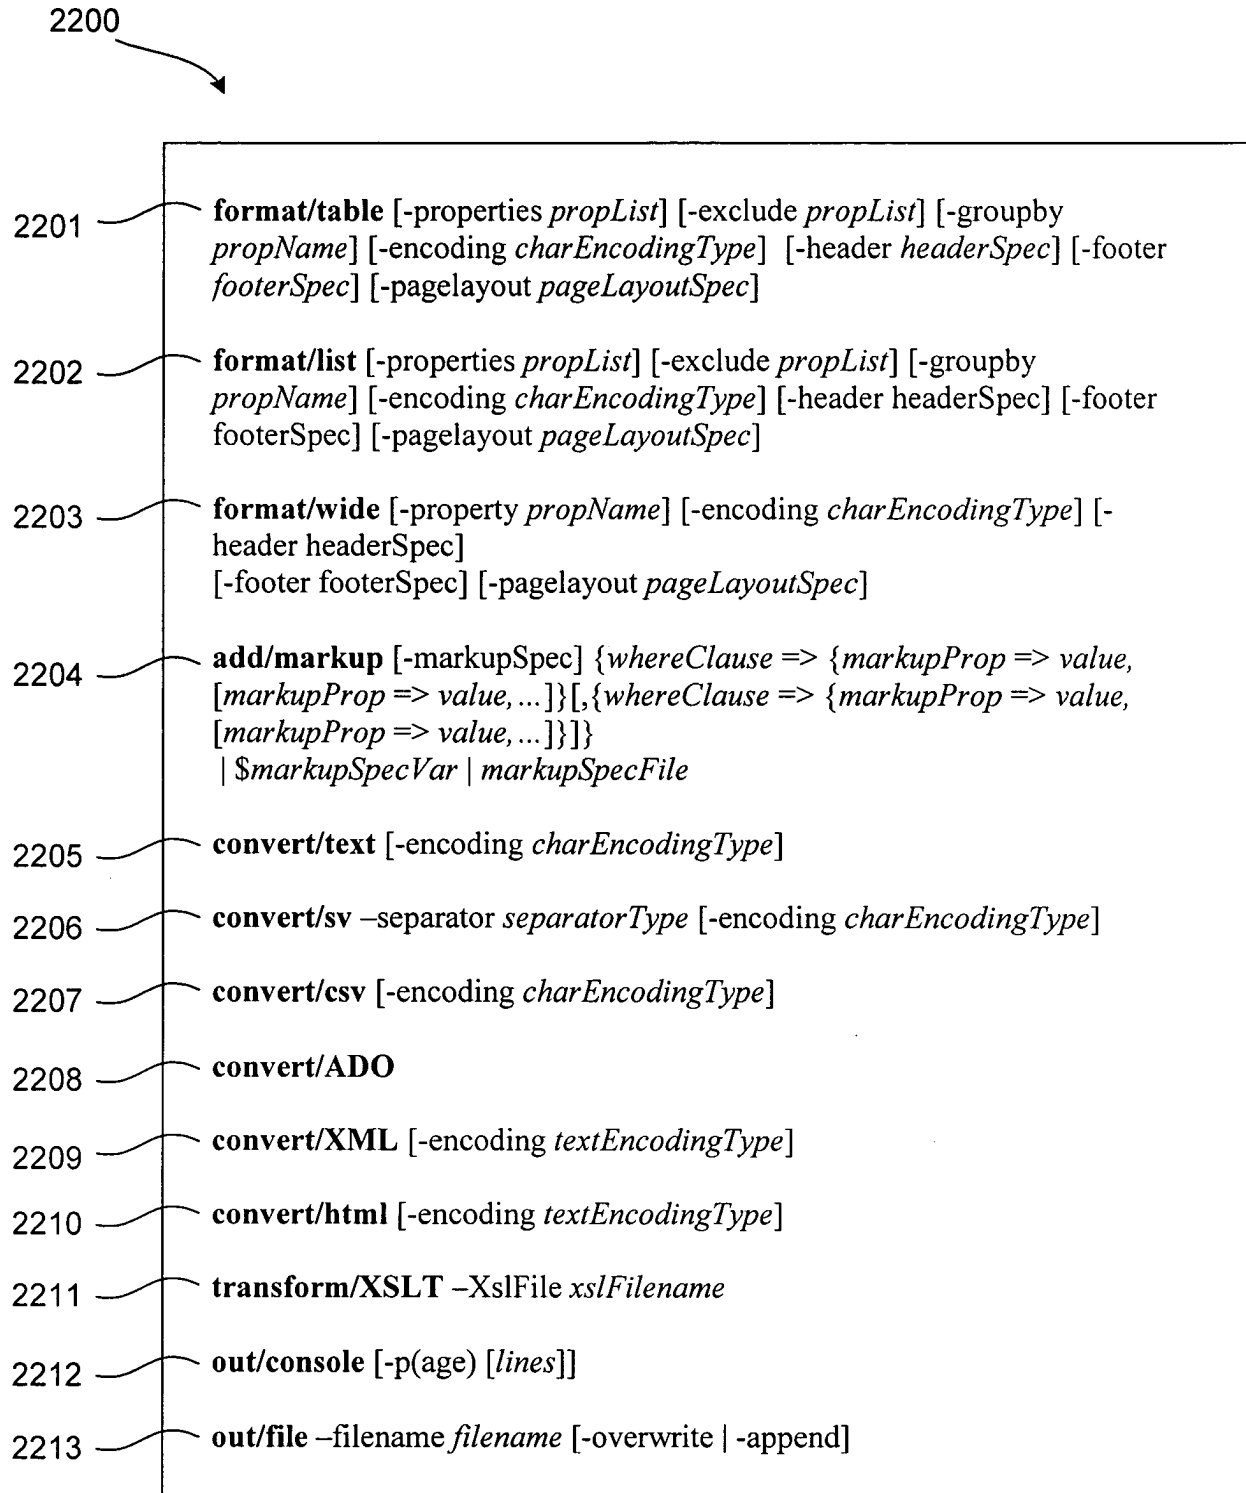 2200
2201 format/table [-properties propList] [-exclude propList] [-groupby
propName] [-encoding charEncodingType] [-header headerSpec] [-footer
footerSpec] [-pagelayout pageLayoutSpec]
2202 format/list [-properties propList] [-exclude propList] [-groupby
propName] [-encoding charEncodingType] [-header headerSpec] [-footer
footerSpec] [-pagelayout pageLayoutSpec]
2203 format/wide [-property propName] [-encoding charEncodingType] [-
header headerSpec]
[-footer footerSpec] [-pagelayout pageLayoutSpec]
2204 add/markup [-markupSpec] {whereClause => {markupProp => value,
[markupProp => value,...]}[,{whereClause => {markupProp => value,
[markupProp => value,...]}]}
| $markupSpecVar | markupSpecFile
2205 convert/text [-encoding charEncodingType]
2206 convert/sv –separator separatorType [-encoding charEncodingType]
2207 convert/csv [-encoding charEncodingType]
2208 convert/ADO
2209 convert/XML [-encoding textEncodingType]
2210 convert/html [-encoding textEncodingType]
2211 transform/XSLT –XslFile xslFilename
2212 out/console [-p(age) [lines]]
2213 out/file –filename filename [-overwrite | -append]